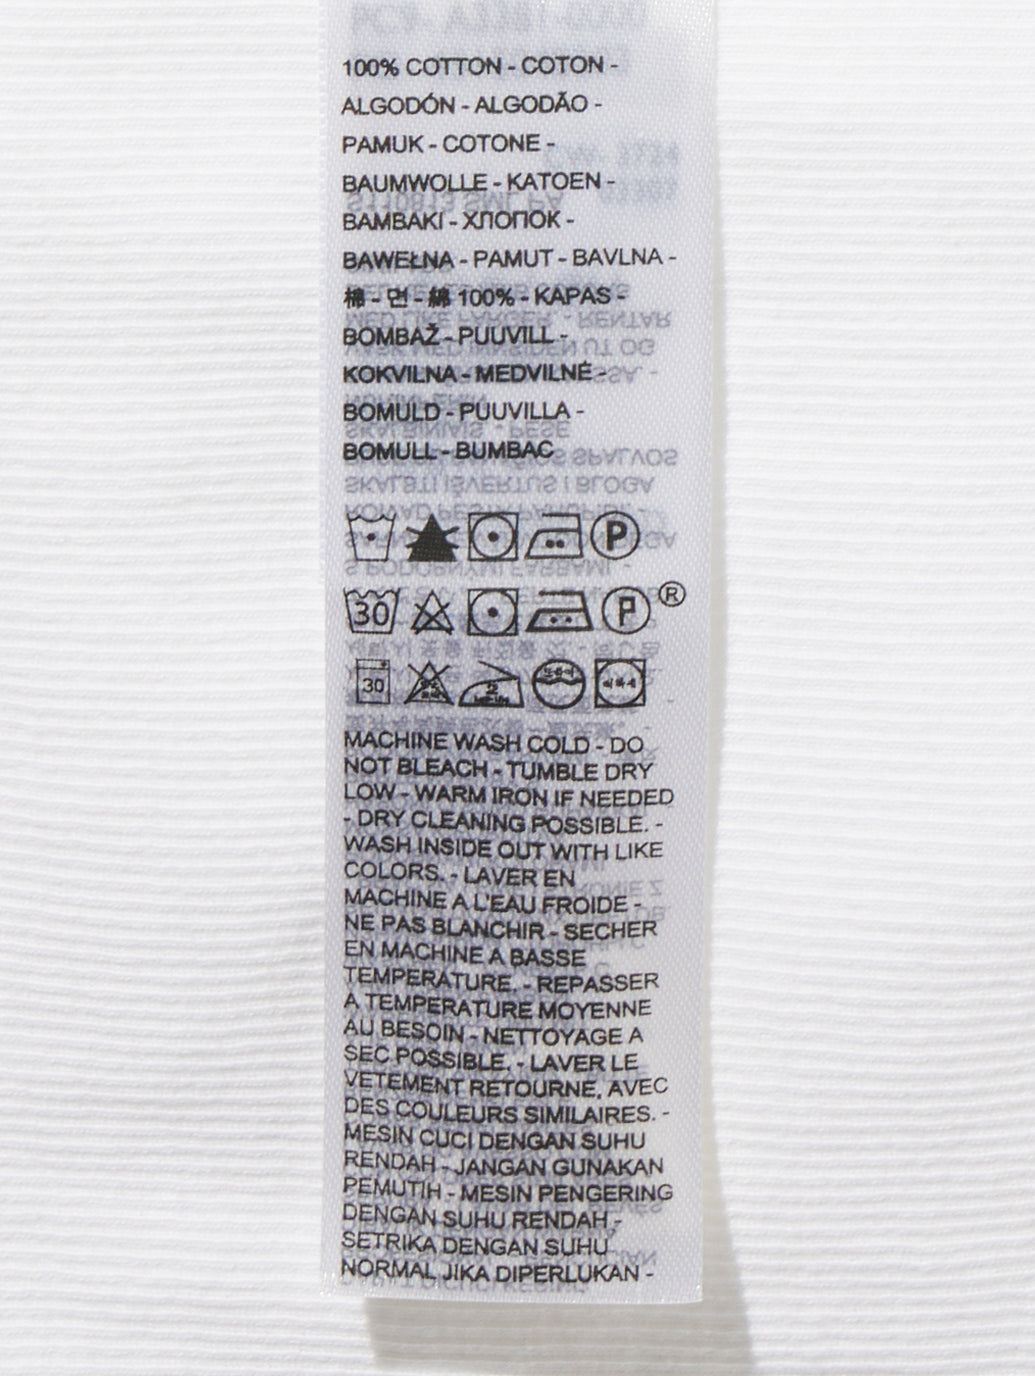 100% COTTON - COTON -
ALGODÓN - ALGODÃO -
PAMUK - COTONE -
BAUMWOLLE - KATOEN -
BAMBAKI - ХЛОПОК -
BAWEŁNA - PAMUT - BAVLNA -
棉 - 면 - 綿 100% - KAPAS -
BOMBAŽ - PUUVILL -
KOKVILNA - MEDVILNĖ -
BOMULD - PUUVILLA -
BOMULL - BUMBAC
P
30 P ®
30
MACHINE WASH COLD - DO
NOT BLEACH - TUMBLE DRY
LOW - WARM IRON IF NEEDED
- DRY CLEANING POSSIBLE. -
WASH INSIDE OUT WITH LIKE
COLORS. - LAVER EN
MACHINE A L'EAU FROIDE -
NE PAS BLANCHIR - SECHER
EN MACHINE A BASSE
TEMPERATURE. - REPASSER
A TEMPERATURE MOYENNE
AU BESOIN - NETTOYAGE A
SEC POSSIBLE. - LAVER LE
VETEMENT RETOURNE, AVEC
DES COULEURS SIMILAIRES. -
MESIN CUCI DENGAN SUHU
RENDAH - JANGAN GUNAKAN
PEMUTIH - MESIN PENGERING
DENGAN SUHU RENDAH -
SETRIKA DENGAN SUHU
NORMAL JIKA DIPERLUKAN -